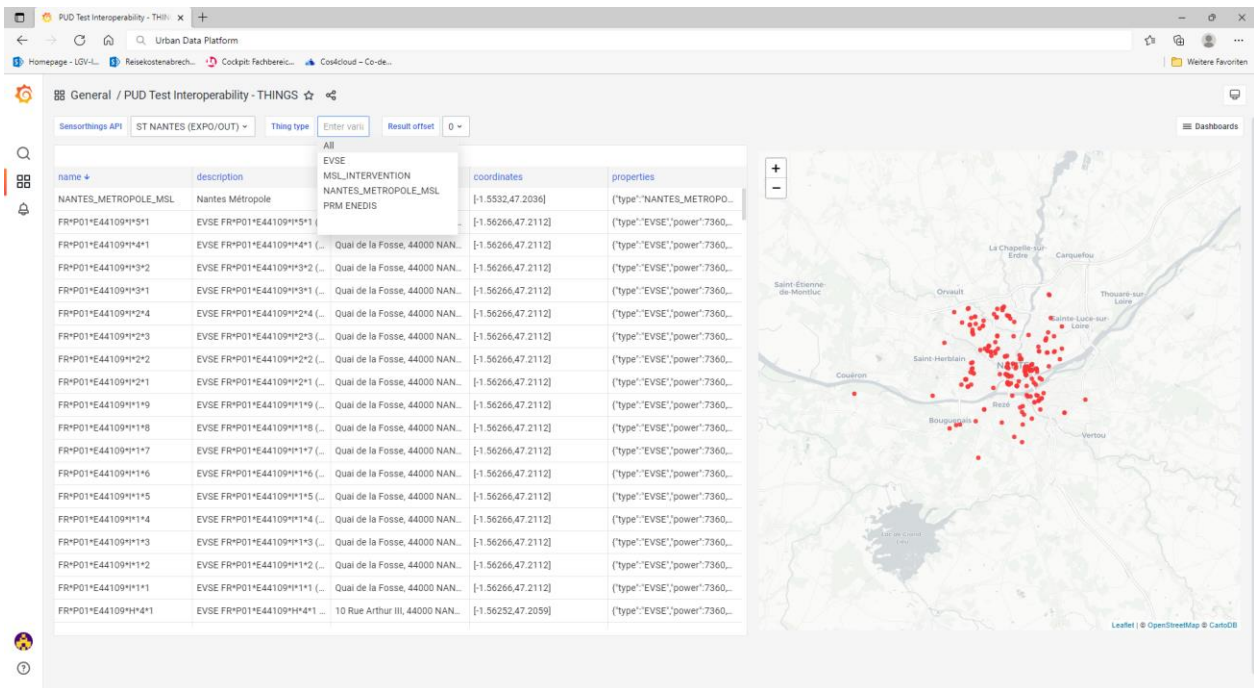 PUD Test Interoperability - THIN
Urban Data Platform
Homepage - LGV-I... Reisekostenabrech... Cockpit: Fachbereic... Cos4cloud – Co-de... Weitere Favoriten
General / PUD Test Interoperability - THINGS
Sensorthings API ST NANTES (EXPO/OUT) Thing type Enter varia Result offset 0 Dashboards
All
EVSE
MSL_INTERVENTION
NANTES_METROPOLE_MSL
PRM ENEDIS
name description coordinates properties
NANTES_METROPOLE_MSL Nantes Métropole [-1.5532,47.2036] {"type":"NANTES_METROPO...
FR*P01*E44109*I*5*1 EVSE FR*P01*E44109*I*5*1 ( [-1.56266,47.2112] {"type":"EVSE","power":7360,...
FR*P01*E44109*I*4*1 EVSE FR*P01*E44109*I*4*1 (... Quai de la Fosse, 44000 NAN... [-1.56266,47.2112] {"type":"EVSE","power":7360,...
FR*P01*E44109*I*3*2 EVSE FR*P01*E44109*I*3*2 (... Quai de la Fosse, 44000 NAN... [-1.56266,47.2112] {"type":"EVSE","power":7360,...
FR*P01*E44109*I*3*1 EVSE FR*P01*E44109*I*3*1 (... Quai de la Fosse, 44000 NAN... [-1.56266,47.2112] {"type":"EVSE","power":7360,...
FR*P01*E44109*I*2*4 EVSE FR*P01*E44109*I*2*4 (... Quai de la Fosse, 44000 NAN... [-1.56266,47.2112] {"type":"EVSE","power":7360,...
FR*P01*E44109*I*2*3 EVSE FR*P01*E44109*I*2*3 (... Quai de la Fosse, 44000 NAN... [-1.56266,47.2112] {"type":"EVSE","power":7360,...
FR*P01*E44109*I*2*2 EVSE FR*P01*E44109*I*2*2 (... Quai de la Fosse, 44000 NAN... [-1.56266,47.2112] {"type":"EVSE","power":7360,...
FR*P01*E44109*I*2*1 EVSE FR*P01*E44109*I*2*1 (... Quai de la Fosse, 44000 NAN... [-1.56266,47.2112] {"type":"EVSE","power":7360,...
FR*P01*E44109*I*1*9 EVSE FR*P01*E44109*I*1*9 (... Quai de la Fosse, 44000 NAN... [-1.56266,47.2112] {"type":"EVSE","power":7360,...
FR*P01*E44109*I*1*8 EVSE FR*P01*E44109*I*1*8 (... Quai de la Fosse, 44000 NAN... [-1.56266,47.2112] {"type":"EVSE","power":7360,...
FR*P01*E44109*I*1*7 EVSE FR*P01*E44109*I*1*7 (... Quai de la Fosse, 44000 NAN... [-1.56266,47.2112] {"type":"EVSE","power":7360,...
FR*P01*E44109*I*1*6 EVSE FR*P01*E44109*I*1*6 (... Quai de la Fosse, 44000 NAN... [-1.56266,47.2112] {"type":"EVSE","power":7360,...
FR*P01*E44109*I*1*5 EVSE FR*P01*E44109*I*1*5 (... Quai de la Fosse, 44000 NAN... [-1.56266,47.2112] {"type":"EVSE","power":7360,...
FR*P01*E44109*I*1*4 EVSE FR*P01*E44109*I*1*4 (... Quai de la Fosse, 44000 NAN... [-1.56266,47.2112] {"type":"EVSE","power":7360,...
FR*P01*E44109*I*1*3 EVSE FR*P01*E44109*I*1*3 (... Quai de la Fosse, 44000 NAN... [-1.56266,47.2112] {"type":"EVSE","power":7360,...
FR*P01*E44109*I*1*2 EVSE FR*P01*E44109*I*1*2 (... Quai de la Fosse, 44000 NAN... [-1.56266,47.2112] {"type":"EVSE","power":7360,...
FR*P01*E44109*I*1*1 EVSE FR*P01*E44109*I*1*1 (... Quai de la Fosse, 44000 NAN... [-1.56266,47.2112] {"type":"EVSE","power":7360,...
FR*P01*E44109*H*4*1 EVSE FR*P01*E44109*H*4*1 ... 10 Rue Arthur III, 44000 NAN... [-1.56252,47.2059] {"type":"EVSE","power":7360,...
+
−
La Chapelle-sur-
Erdre
Carquefou
Saint-Étienne-
de-Montluc
Orvault
Thouaré-sur-
Loire
Sainte-Luce-sur-
Loire
Saint-Herblain
Couëron
Rezé
Bouguenais
Vertou
Leaflet | © OpenStreetMap © CartoDB